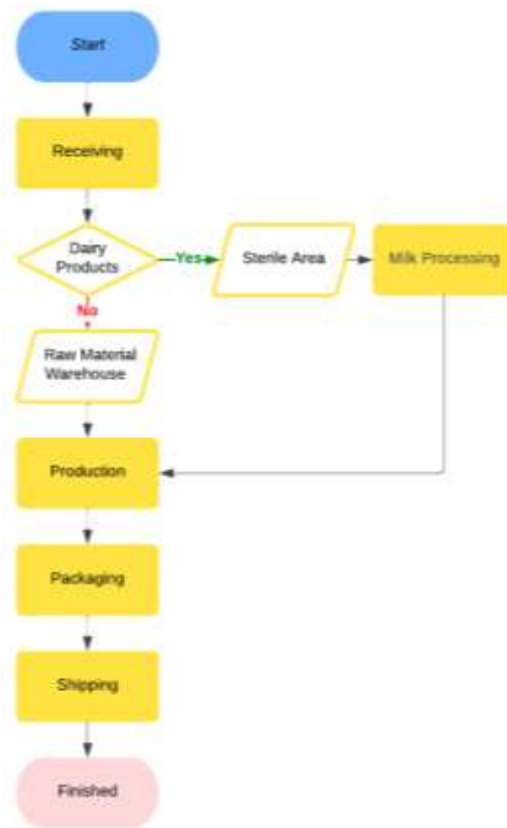 Start
Receiving
Dairy
Products
Yes
Sterile Area
Milk Processing
No
Raw Material
Warehouse
Production
Packaging
Shipping
Finished